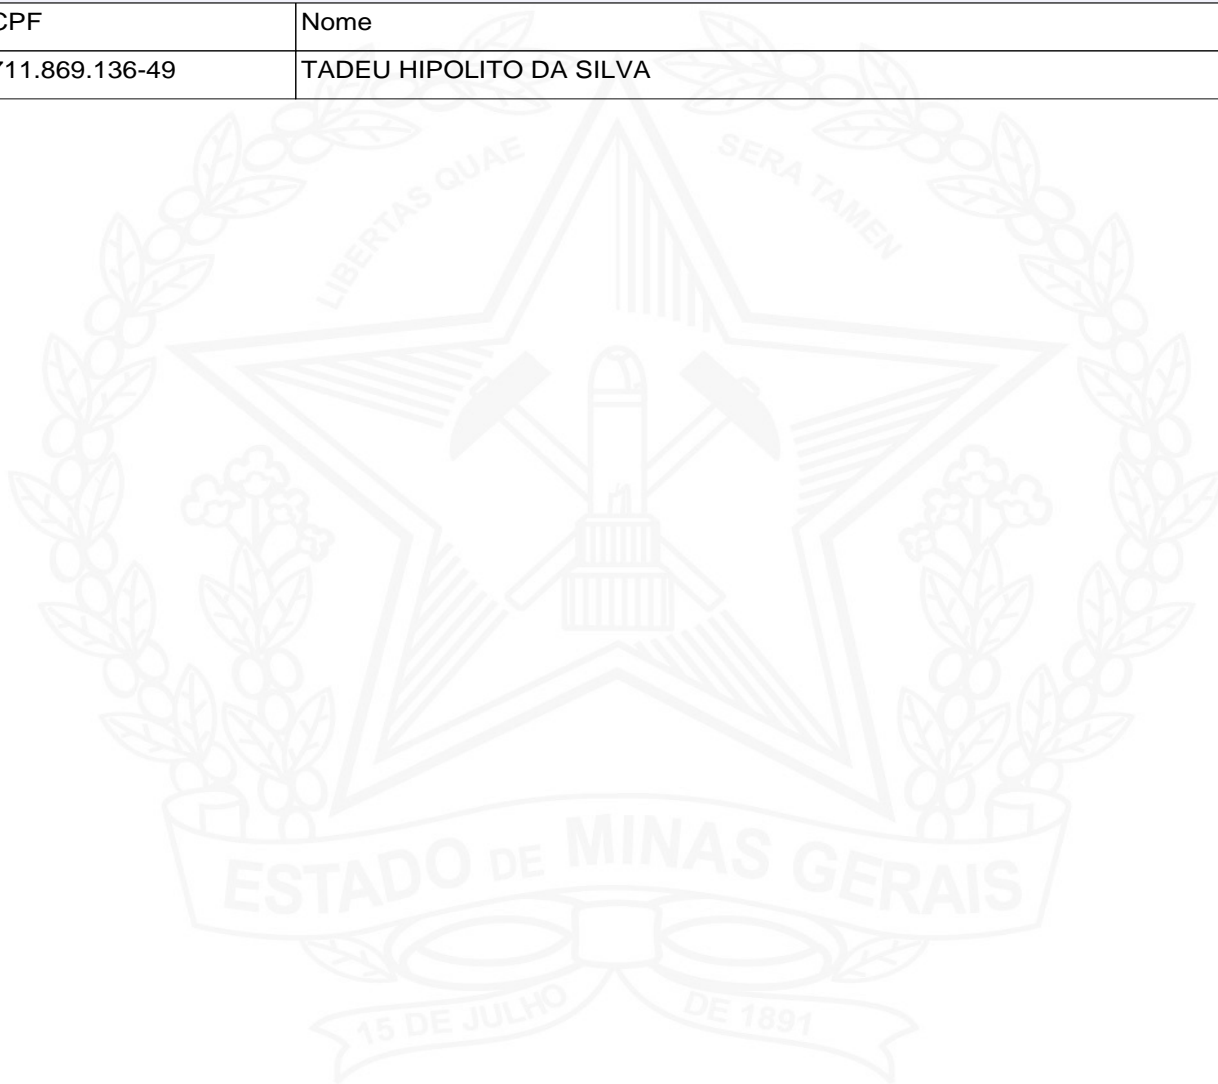 CPF Nome
711.869.136-49 TADEU HIPOLITO DA SILVA
LIBERTAS QUAE SERA TAMEN
ESTADO DE MINAS GERAIS
15 DE JULHO DE 1891